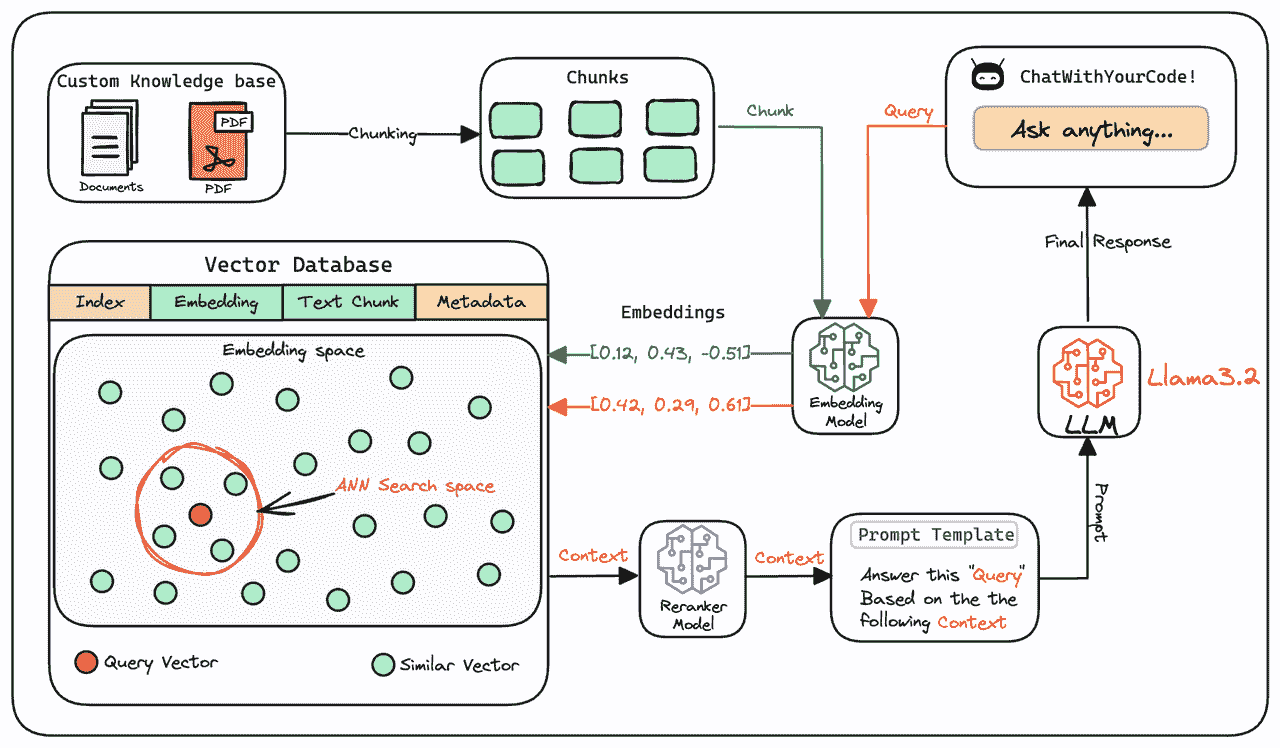 Custom Knowledge base
PDF
Documents
PDF
Chunking
Chunks
Chunk
Query
ChatWithYourCode!
Ask anything...
Final Response
Vector Database
Index
Embedding
Text Chunk
Metadata
Embedding space
ANN Search space
Query Vector
Similar Vector
Embeddings
[0.12, 0.43, -0.51]
[0.42, 0.29, 0.61]
Embedding
Model
Llama3.2
LLM
Context
Reranker
Model
Context
Prompt Template
Answer this "Query"
Based on the the
following Context
Prompt